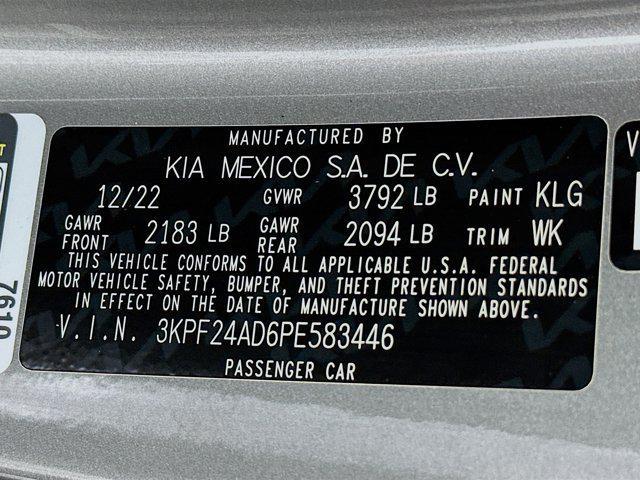 MANUFACTURED BY
KIA MEXICO S.A. DE C.V.
12/22 GVWR 3792 LB PAINT KLG
GAWR FRONT 2183 LB GAWR REAR 2094 LB TRIM WK
THIS VEHICLE CONFORMS TO ALL APPLICABLE U.S.A. FEDERAL
MOTOR VEHICLE SAFETY, BUMPER, AND THEFT PREVENTION STANDARDS
IN EFFECT ON THE DATE OF MANUFACTURE SHOWN ABOVE.
V.I.N. 3KPF24AD6PE583446
PASSENGER CAR
7610
V